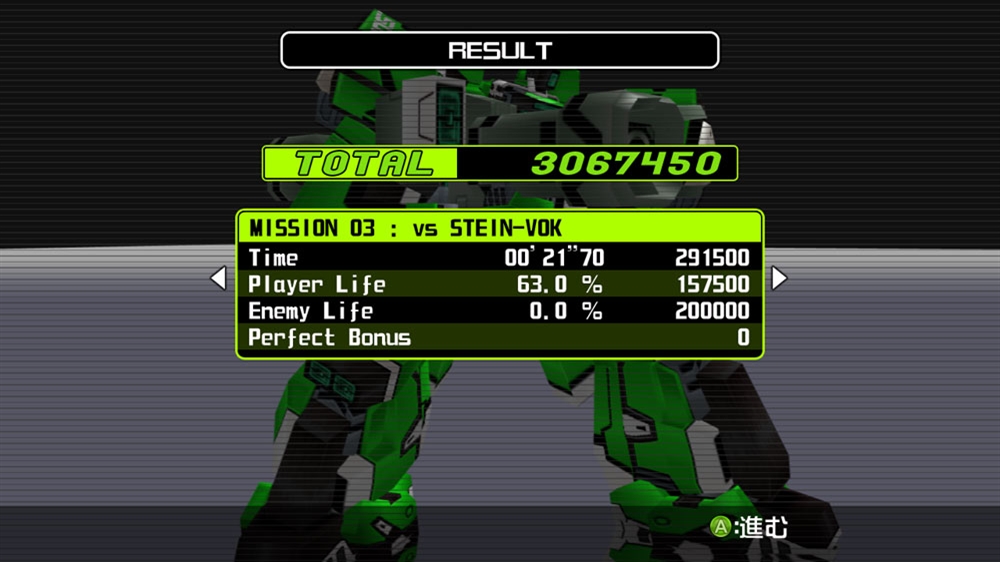 RESULT
TOTAL 3067450
MISSION 03 : vs STEIN-VOK
Time 00'21"70 291500
Player Life 63.0 % 157500
Enemy Life 0.0 % 200000
Perfect Bonus 0
A:進む